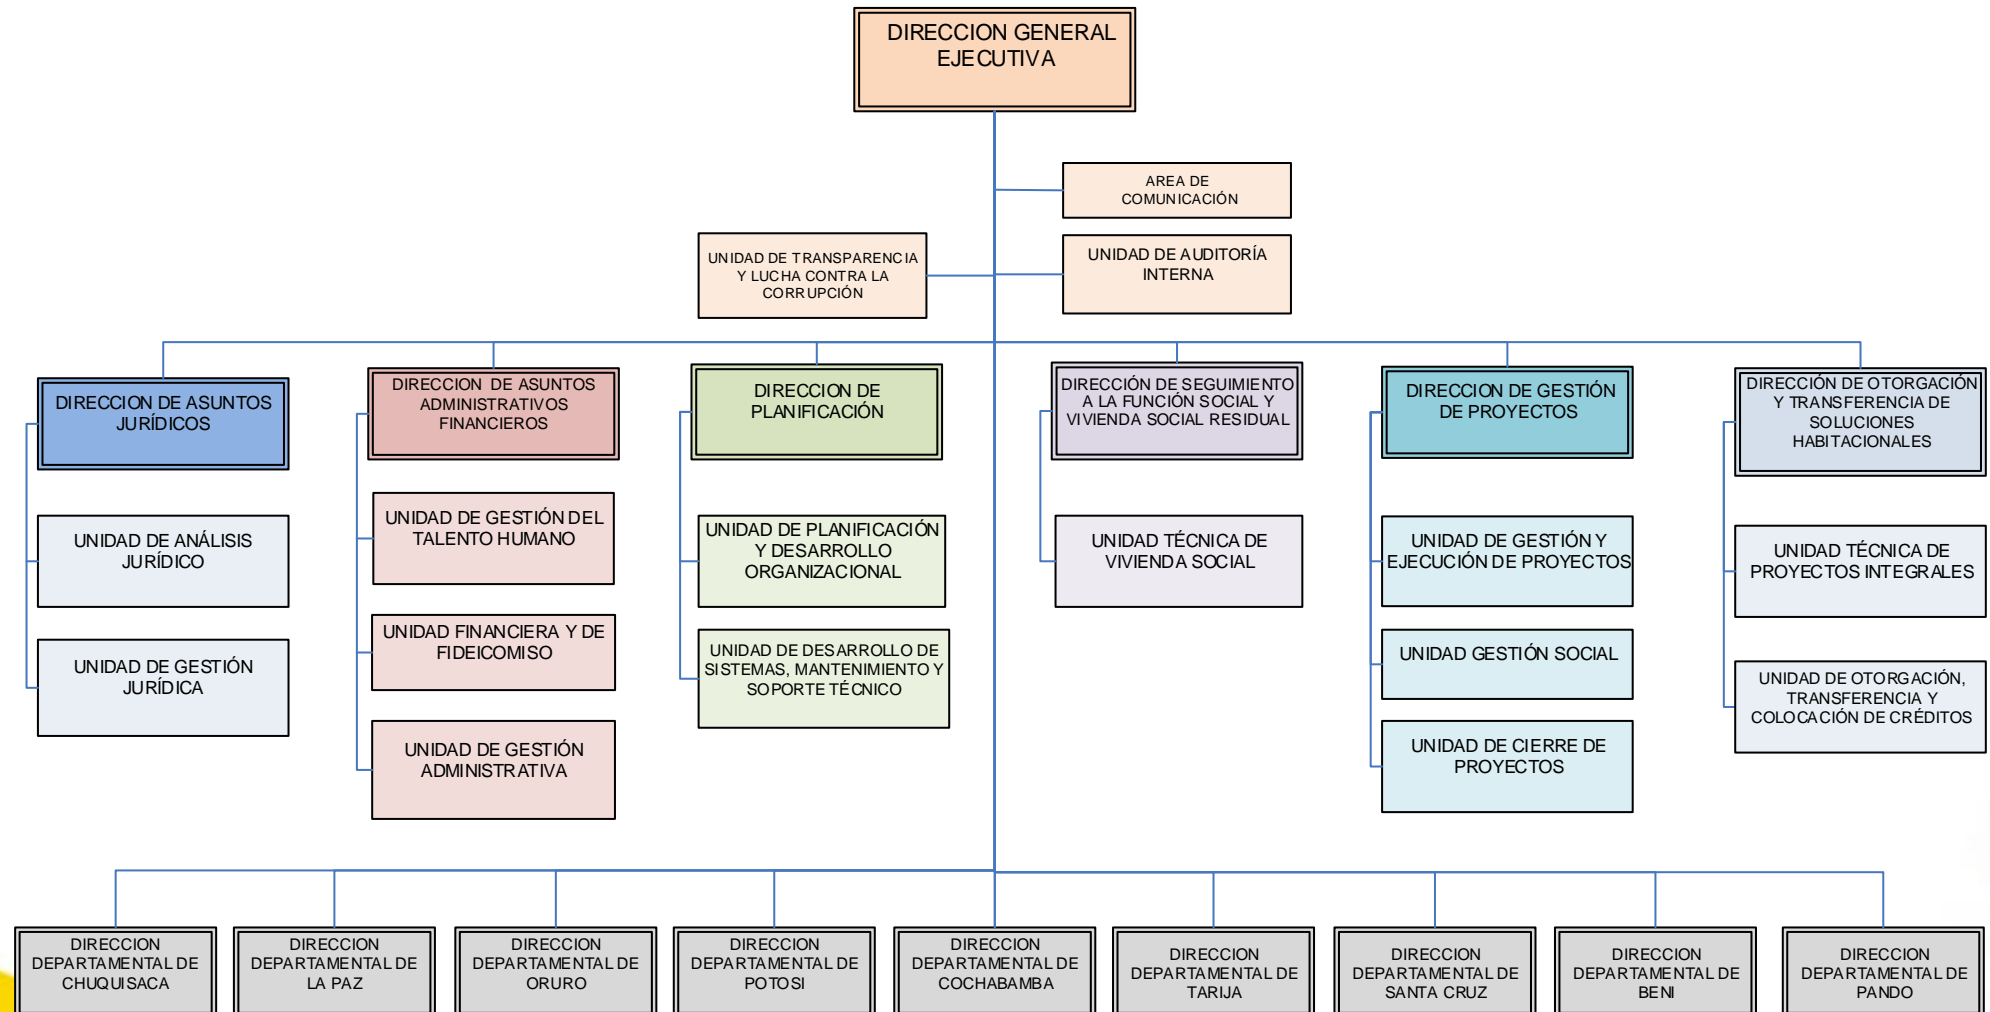 DIRECCION GENERAL
EJECUTIVA
AREA DE
COMUNICACIÓN
UNIDAD DE TRANSPARENCIA
Y LUCHA CONTRA LA
CORRUPCIÓN
UNIDAD DE AUDITORÍA
INTERNA
DIRECCION DE ASUNTOS
JURÍDICOS
DIRECCION DE ASUNTOS
ADMINISTRATIVOS
FINANCIEROS
DIRECCION DE
PLANIFICACIÓN
DIRECCIÓN DE SEGUIMIENTO
A LA FUNCIÓN SOCIAL Y
VIVIENDA SOCIAL RESIDUAL
DIRECCION DE GESTIÓN
DE PROYECTOS
DIRECCIÓN DE OTORGACIÓN
Y TRANSFERENCIA DE
SOLUCIONES
HABITACIONALES
UNIDAD DE ANÁLISIS
JURÍDICO
UNIDAD DE GESTIÓN
JURÍDICA
UNIDAD DE GESTIÓN DEL
TALENTO HUMANO
UNIDAD FINANCIERA Y DE
FIDEICOMISO
UNIDAD DE GESTIÓN
ADMINISTRATIVA
UNIDAD DE PLANIFICACIÓN
Y DESARROLLO
ORGANIZACIONAL
UNIDAD DE DESARROLLO DE
SISTEMAS, MANTENIMIENTO Y
SOPORTE TÉCNICO
UNIDAD TÉCNICA DE
VIVIENDA SOCIAL
UNIDAD DE GESTIÓN Y
EJECUCIÓN DE PROYECTOS
UNIDAD GESTIÓN SOCIAL
UNIDAD DE CIERRE DE
PROYECTOS
UNIDAD TÉCNICA DE
PROYECTOS INTEGRALES
UNIDAD DE OTORGACIÓN,
TRANSFERENCIA Y
COLOCACIÓN DE CRÉDITOS
DIRECCION
DEPARTAMENTAL DE
CHUQUISACA
DIRECCION
DEPARTAMENTAL DE
LA PAZ
DIRECCION
DEPARTAMENTAL DE
ORURO
DIRECCION
DEPARTAMENTAL DE
POTOSI
DIRECCION
DEPARTAMENTAL DE
COCHABAMBA
DIRECCION
DEPARTAMENTAL DE
TARIJA
DIRECCION
DEPARTAMENTAL DE
SANTA CRUZ
DIRECCION
DEPARTAMENTAL DE
BENI
DIRECCION
DEPARTAMENTAL DE
PANDO